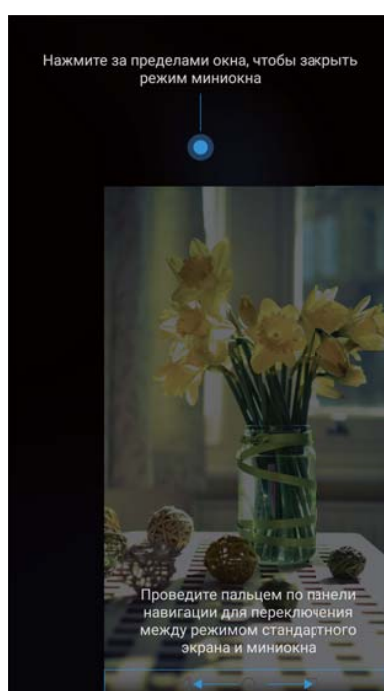 Нажмите за пределами окна, чтобы закрыть
режим миниокна
Проведите пальцем по панели
навигации для переключения
между режимом стандартного
экрана и миниокна